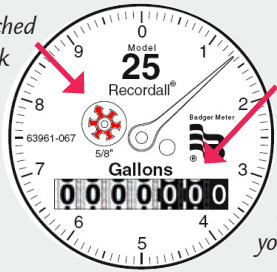 ched
k
0
9
1
Model
25
Recordall®
8
2
Badger Meter
63961-067
®
5/8"
7
3
Gallons
0000000
6
4
5
yo